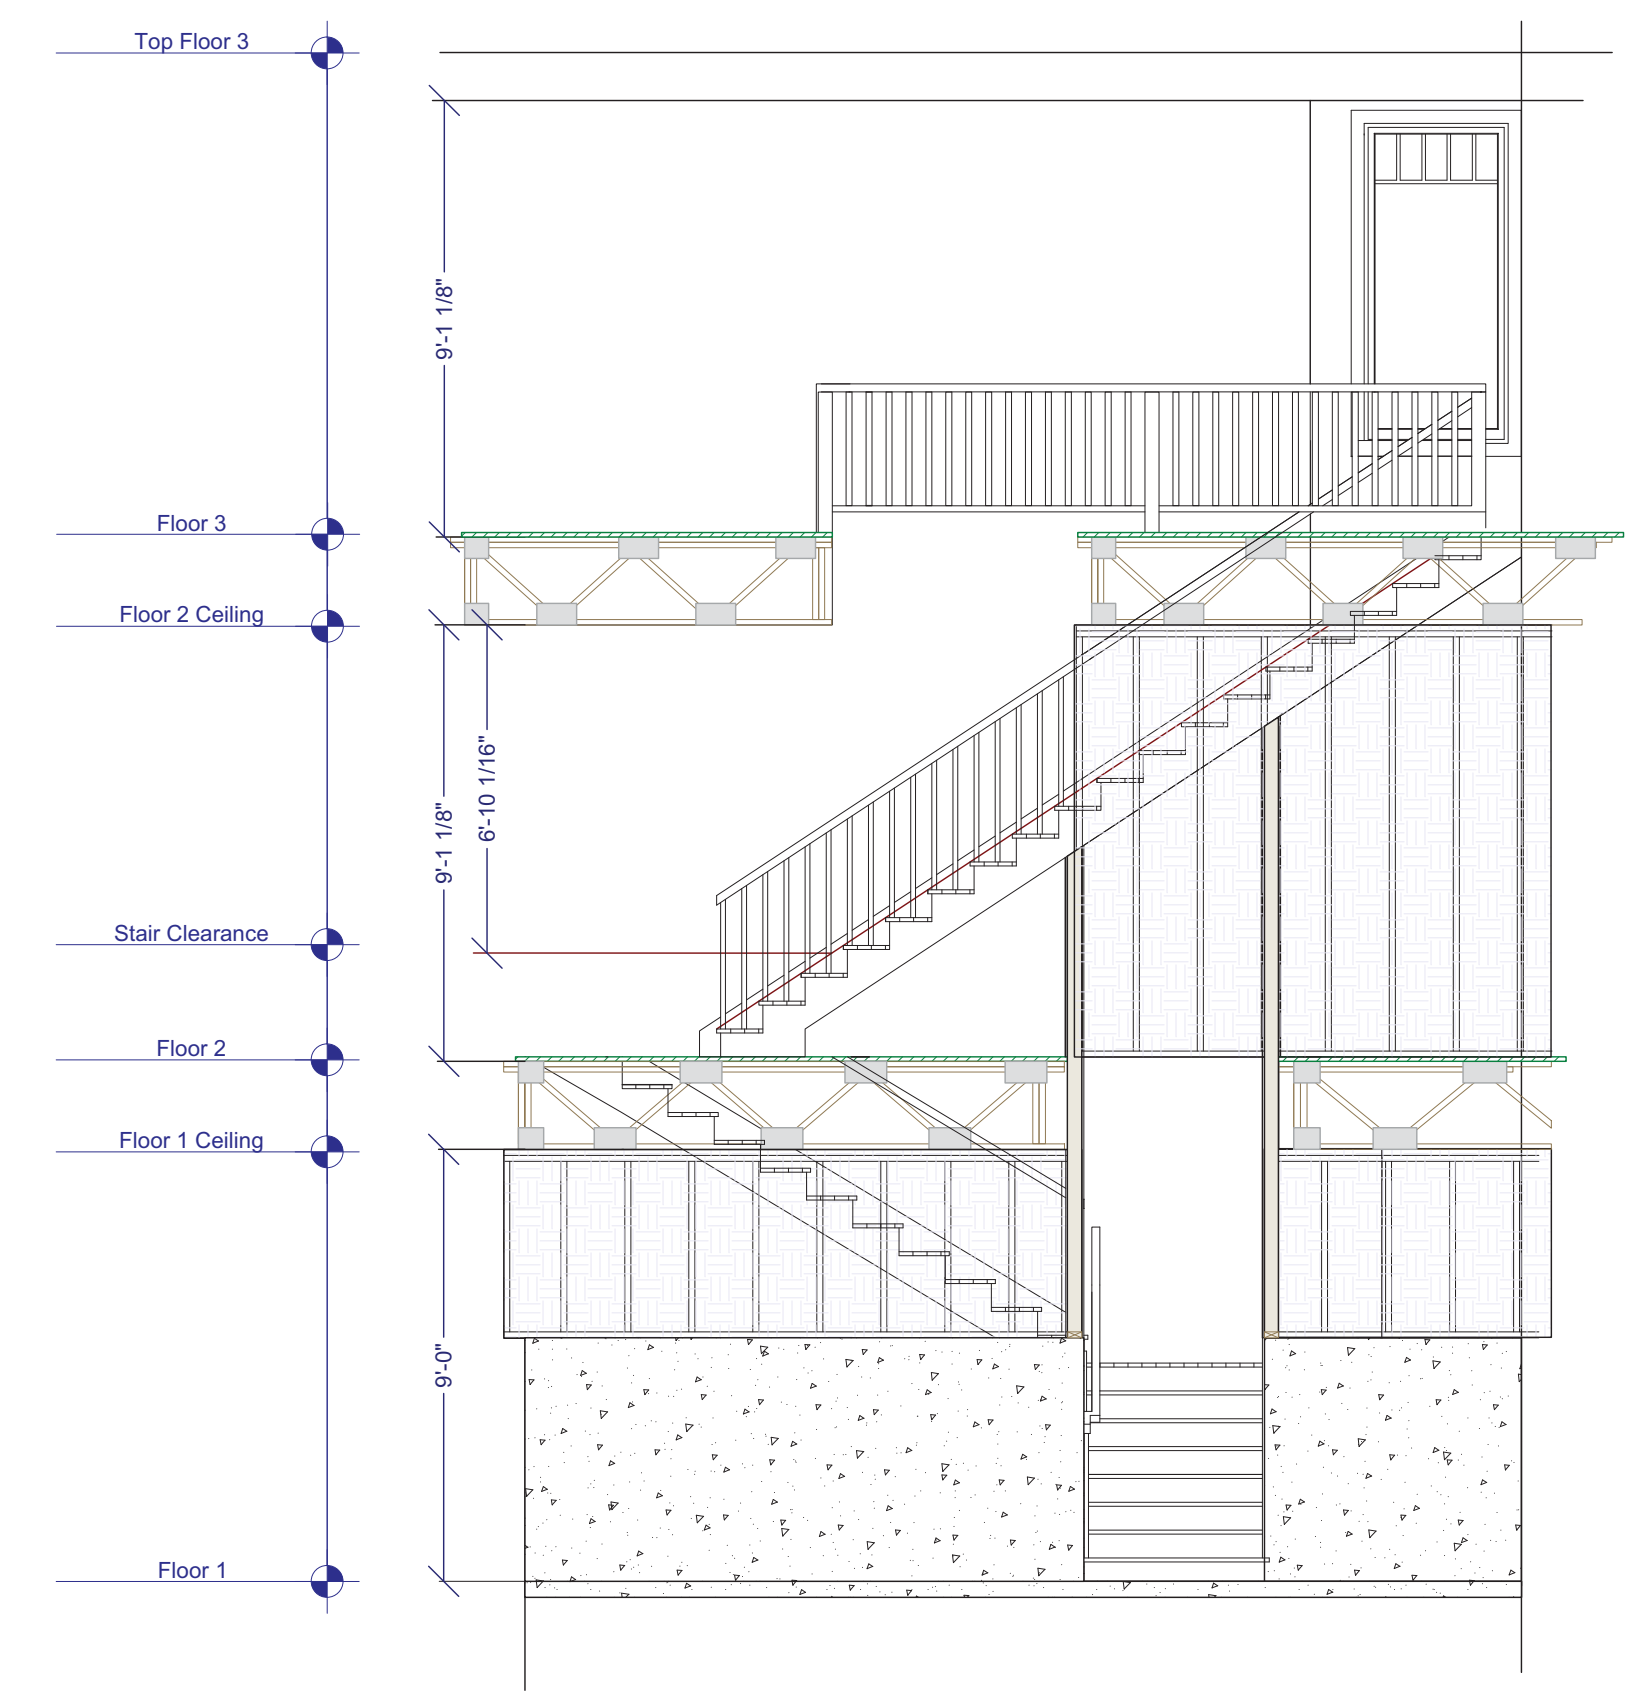 Top Floor 3
9'-1 1/8"
Floor 3
Floor 2 Ceiling
6'-10 1/16"
9'-1 1/8"
Stair Clearance
Floor 2
Floor 1 Ceiling
9'-0"
Floor 1